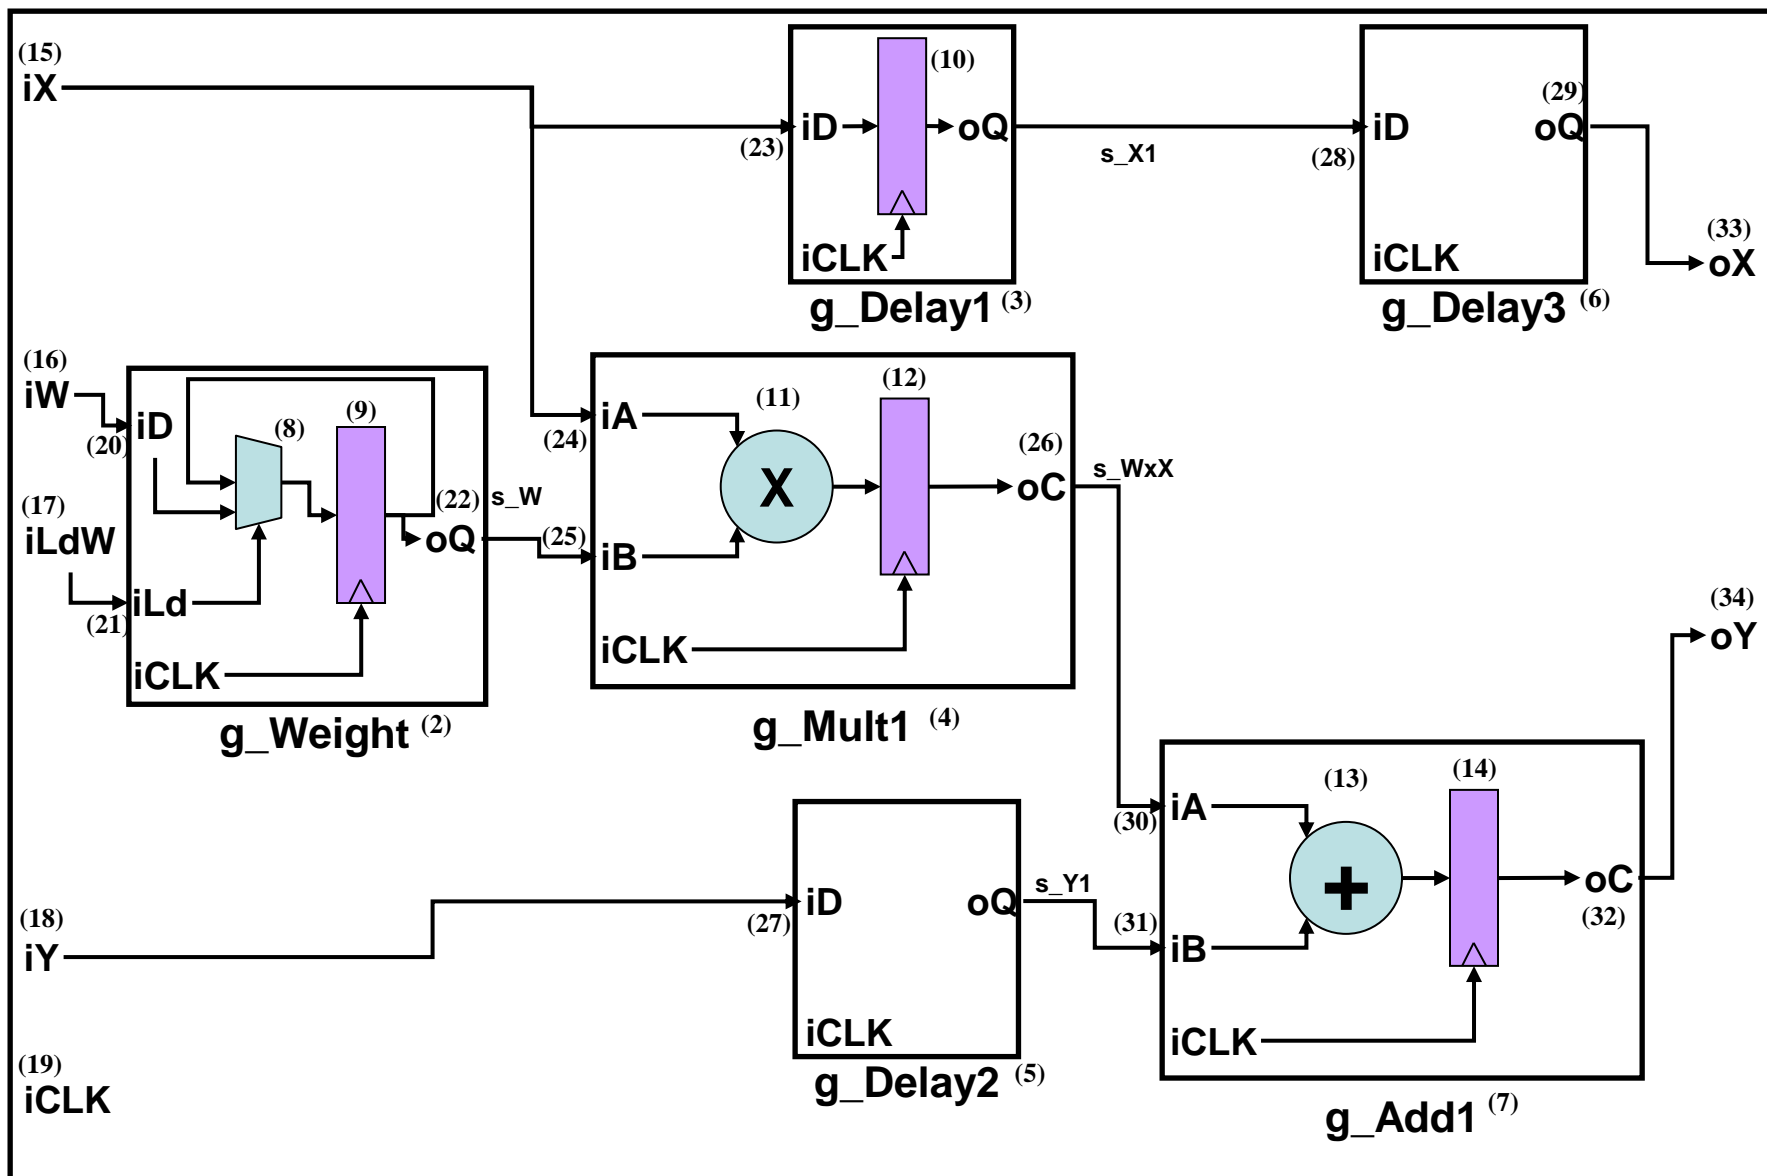 (15)
iX
(10)
iD
oQ
(23)
iCLK
g_Delay1 (3)
s_X1
(29)
iD
oQ
(28)
iCLK
g_Delay3 (6)
(33)
oX
(16)
iW
(20)
iD
(8)
(9)
(17)
iLdW
(22)
oQ
s_W
(21)
iLd
iCLK
g_Weight (2)
(24)
iA
(11)
X
(12)
(26)
oC
s_WxX
(25)
iB
iCLK
g_Mult1 (4)
(34)
oY
(30)
iA
(13)
+
(14)
oC
(32)
(31)
iB
iCLK
g_Add1 (7)
(18)
iY
(27)
iD
oQ
s_Y1
iCLK
g_Delay2 (5)
(19)
iCLK